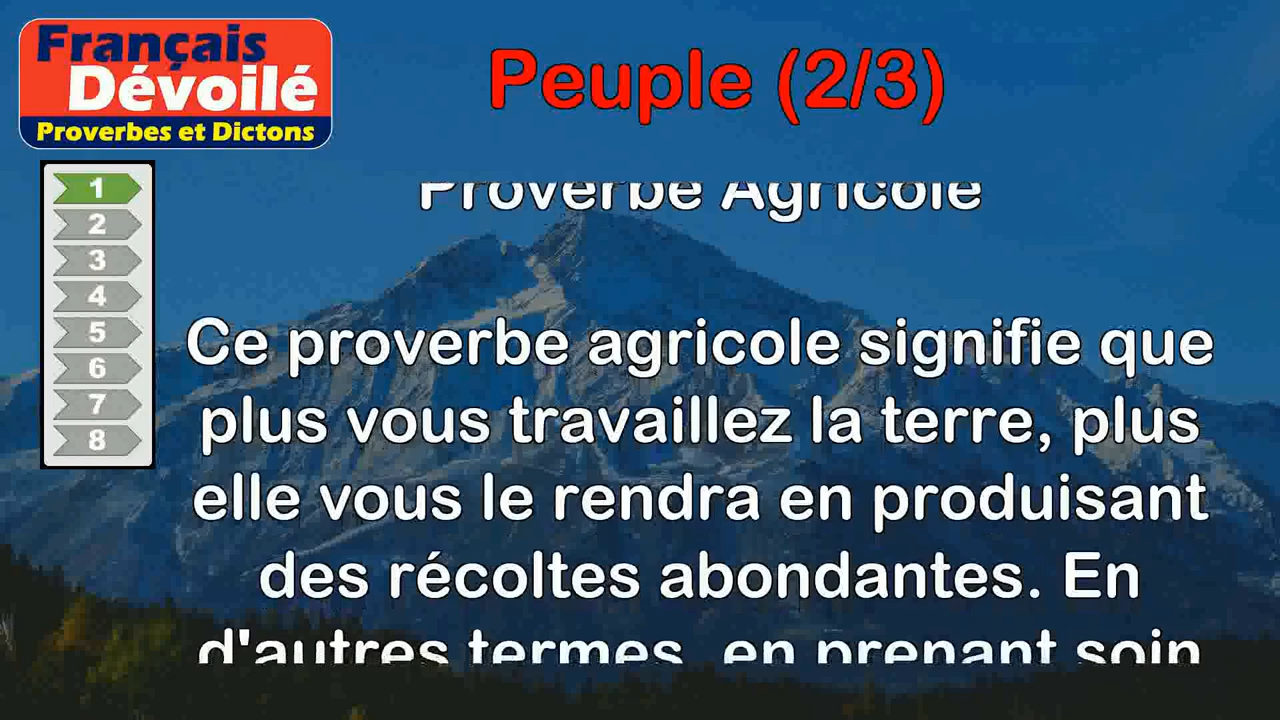 Français
Dévoilé
Proverbes et Dictons
Peuple (2/3)
1
2
3
4
5
6
7
8
Proverbe Agricole
Ce proverbe agricole signifie que
plus vous travaillez la terre, plus
elle vous le rendra en produisant
des récoltes abondantes. En
d'autres termes, en prenant soin